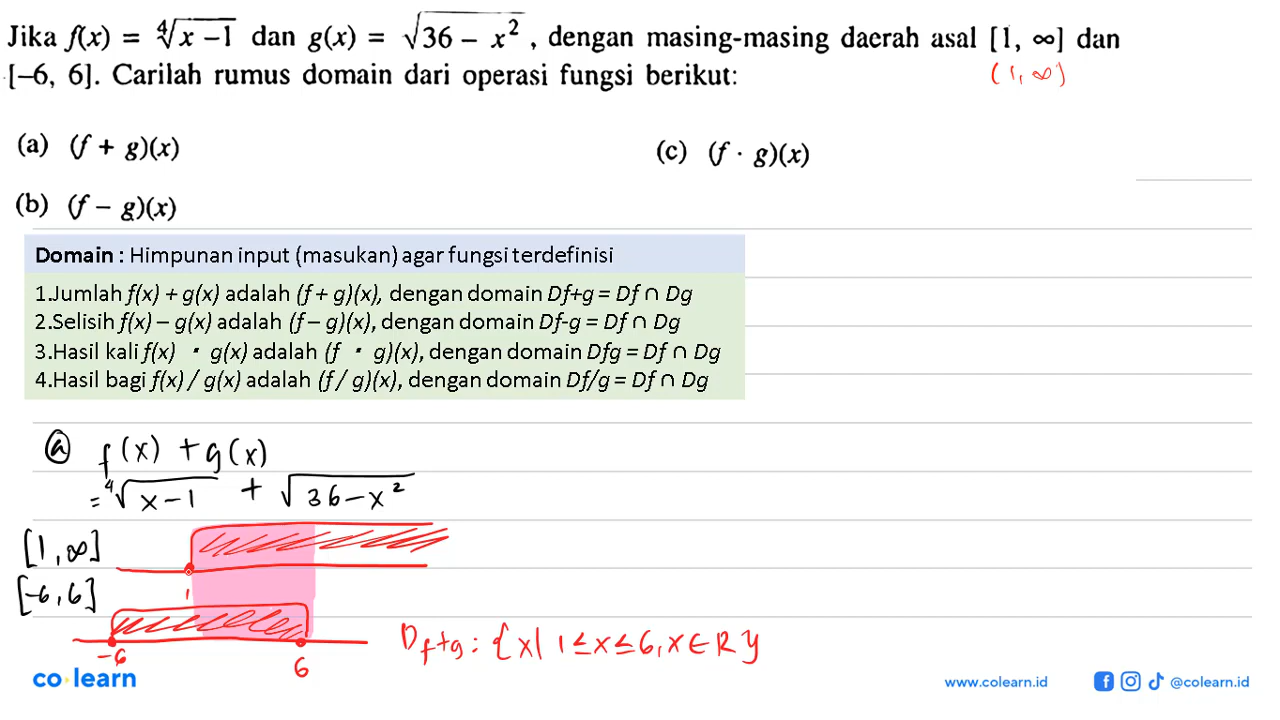 Jika f(x) = ∜x – 1 dan g(x) = √36 – x², dengan masing-masing daerah asal [1, ∞] dan
[–6, 6]. Carilah rumus domain dari operasi fungsi berikut:
(1, ∞)
(a) (f + g)(x)
(c) (f · g)(x)
(b) (f – g)(x)
Domain : Himpunan input (masukan) agar fungsi terdefinisi
1.Jumlah f(x) + g(x) adalah (f + g)(x), dengan domain Df+g = Df ∩ Dg
2.Selisih f(x) – g(x) adalah (f – g)(x), dengan domain Df-g = Df ∩ Dg
3.Hasil kali f(x) · g(x) adalah (f · g)(x), dengan domain Dfg = Df ∩ Dg
4.Hasil bagi f(x) / g(x) adalah (f / g)(x), dengan domain Df/g = Df ∩ Dg
ⓐ f(x) + g(x)
= ∜x – 1 + √36 – x²
[1, ∞]
1
[-6, 6]
-6
6
Df+g : {x| 1 ≤ x ≤ 6, x ∈ R}
co·learn
www.colearn.id
@colearn.id